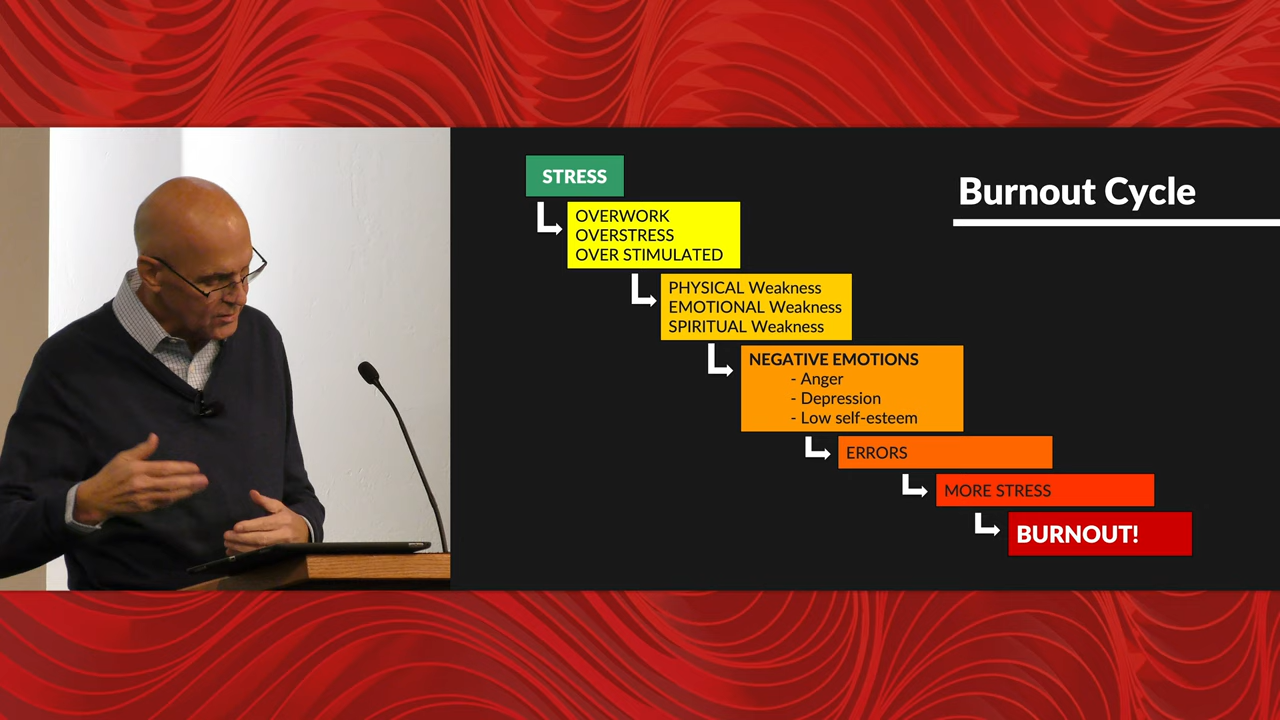 Burnout Cycle
STRESS
OVERWORK
OVERSTRESS
OVER STIMULATED
PHYSICAL Weakness
EMOTIONAL Weakness
SPIRITUAL Weakness
NEGATIVE EMOTIONS
- Anger
- Depression
- Low self-esteem
ERRORS
MORE STRESS
BURNOUT!